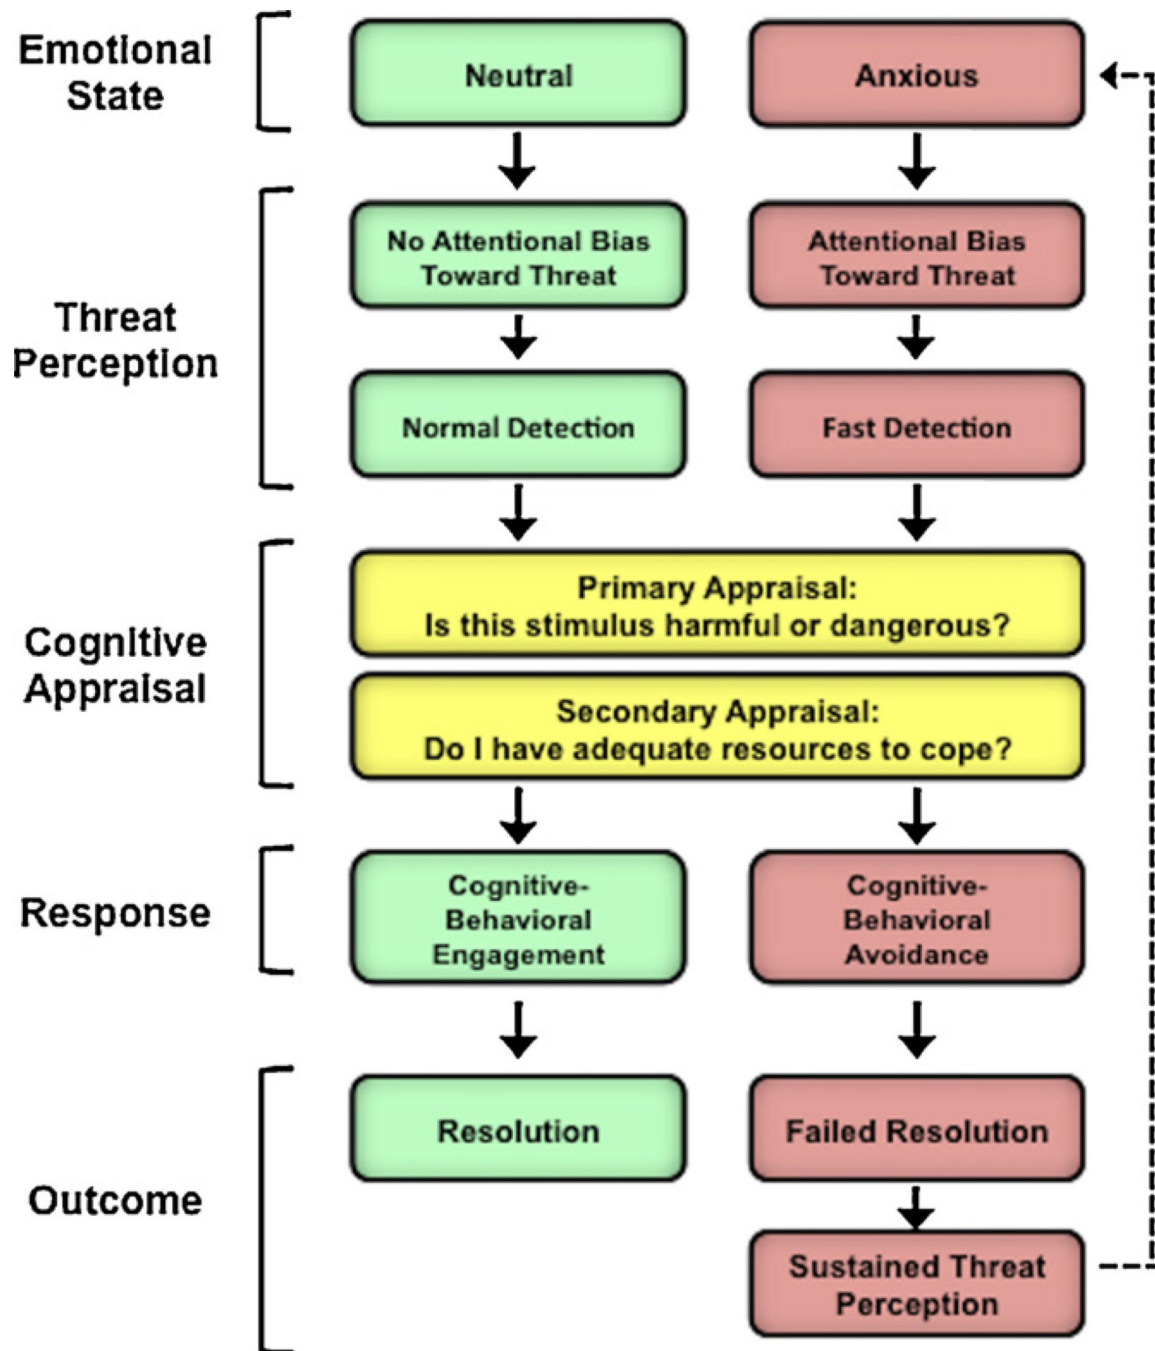 Emotional
State
Neutral
Anxious
Threat
Perception
No Attentional Bias
Toward Threat
Attentional Bias
Toward Threat
Normal Detection
Fast Detection
Cognitive
Appraisal
Primary Appraisal:
Is this stimulus harmful or dangerous?
Secondary Appraisal:
Do I have adequate resources to cope?
Response
Cognitive-
Behavioral
Engagement
Cognitive-
Behavioral
Avoidance
Outcome
Resolution
Failed Resolution
Sustained Threat
Perception